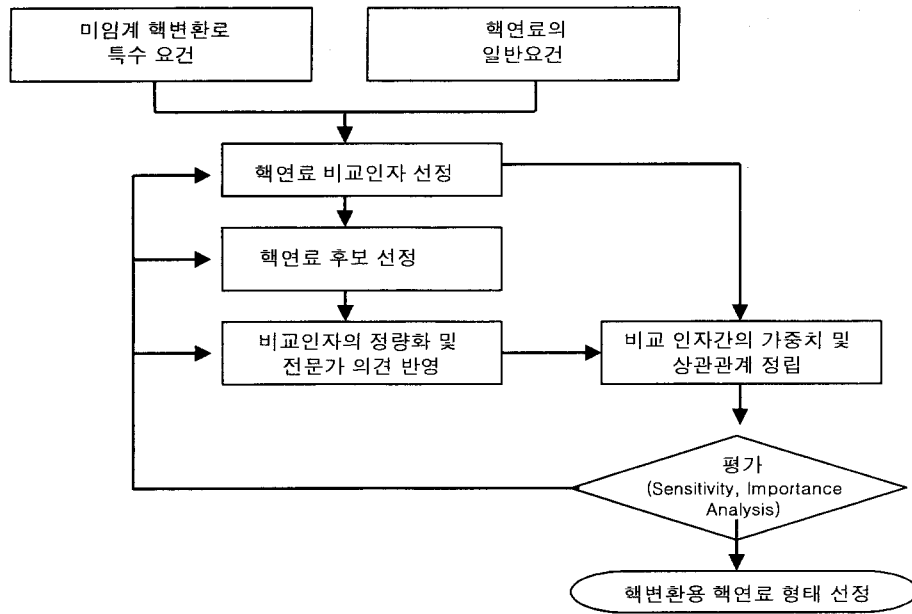 미임계 핵변환로
특수 요건
핵연료의
일반요건
핵연료 비교인자 선정
핵연료 후보 선정
비교인자의 정량화 및
전문가 의견 반영
비교 인자간의 가중치 및
상관관계 정립
평가
(Sensitivity, Importance
Analysis)
핵변환용 핵연료 형태 선정